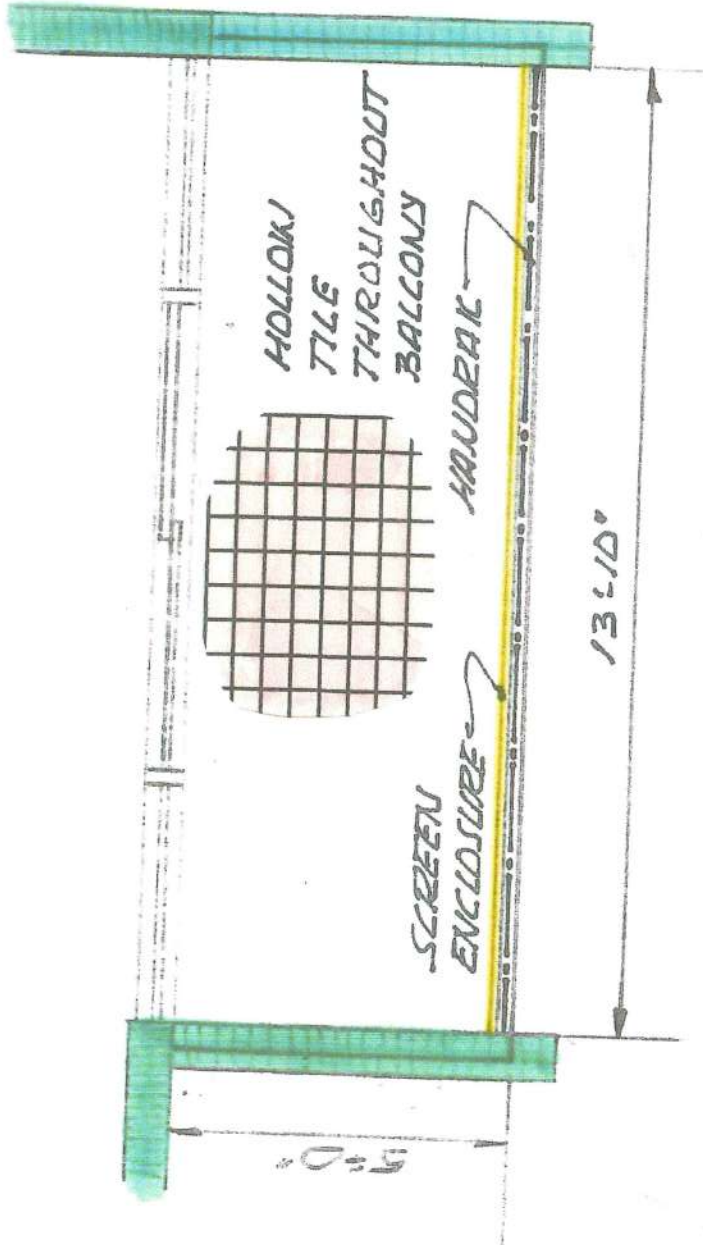 HOLLOW
TILE
THROUGHOUT
BALCONY
SCREEN
ENCLOSURE
HANDRAIL
13'-10"
5'-0"